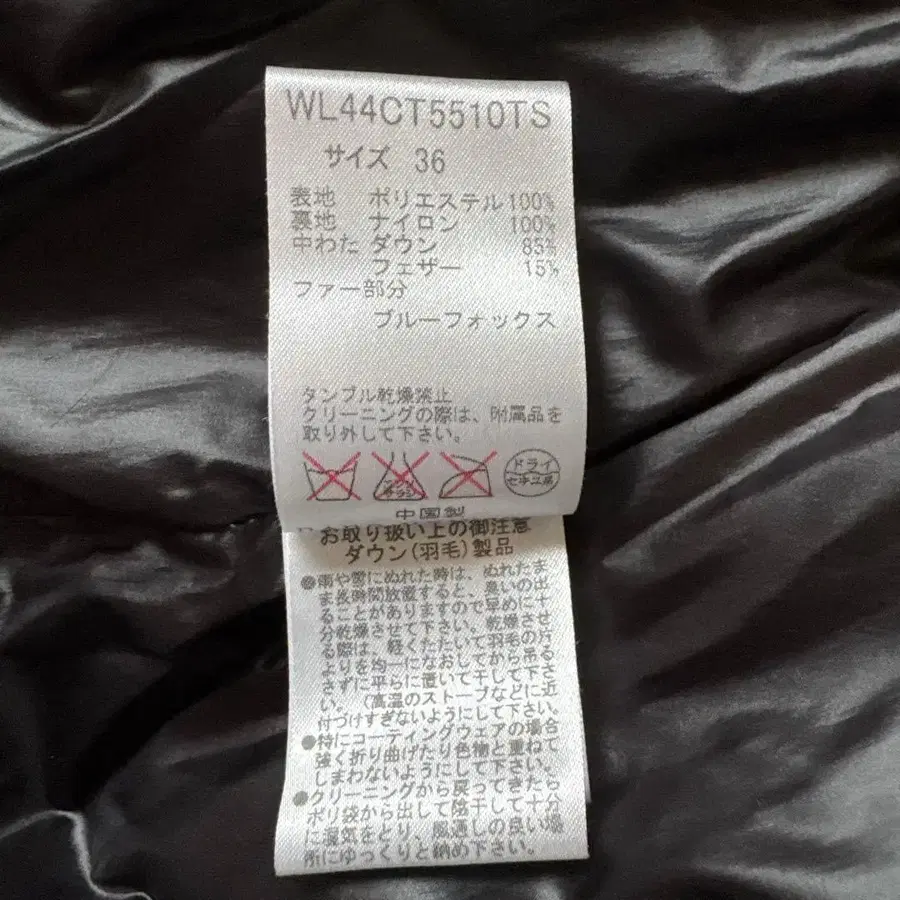 WL44CT5510TS
サイズ 36
表地 ポリエステル 100%
裏地 ナイロン 100%
中わた ダウン 85%
フェザー 15%
ファー部分
ブルーフォックス
タンブル乾燥禁止
クリーニングの際は、附属品を
取り外して下さい。
エンソサラシ
ドライ
セキユ系
中国製
お取り扱い上の御注意
ダウン(羽毛)製品
●雨や雪にぬれた時は、ぬれたま
ま長時間放置すると、臭いの出
ることがありますので早めに十
分乾燥させて下さい。乾燥させ
る際は、軽くたたいて羽毛の片
よりを均一になおしてから吊る
さずに平らに置いて干して下さ
い。(高温のストーブなどに近
付づけすぎないようにして下さい。
●特にコーティングウェアの場合
強く折り曲げたり色物と重ねて
しまわないようにして下さい。
●クリーニングから戻ってきたら
ポリ袋から出して陰干して十分
に湿気をとり、風通しの良い場
所にゆっくりと納め下さい。